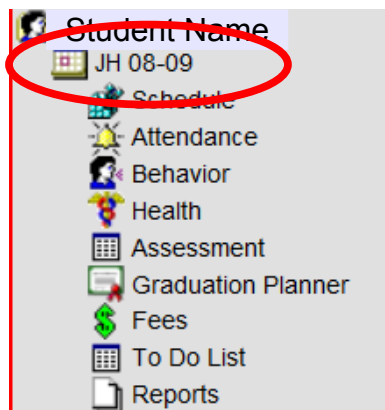 Student Name
JH 08-09
Schedule
Attendance
Behavior
Health
Assessment
Graduation Planner
Fees
To Do List
Reports